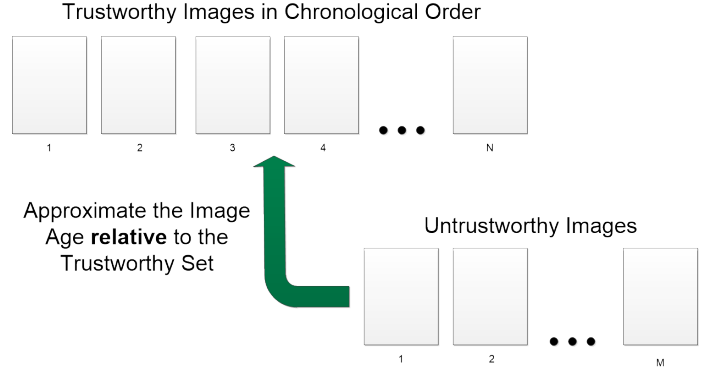 Trustworthy Images in Chronological Order
1 2 3 4 N
Approximate the Image
Age relative to the
Trustworthy Set
Untrustworthy Images
1 2 M